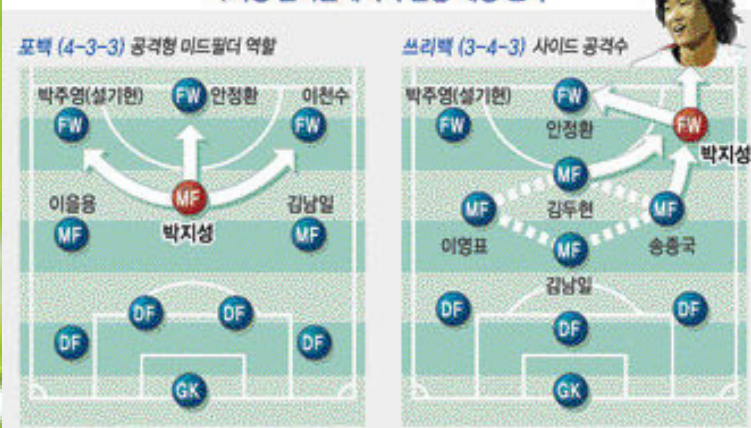 포백 (4-3-3) 공격형 미드필더 역할
박주영(설기현) FW 안정환 이천수
FW FW
MF
이을용 김남일
박지성
MF MF
DF DF
DF DF
GK
쓰리백 (3-4-3) 사이드 공격수
박주영(설기현) FW
FW 안정환 FW
박지성
MF
MF 김두현 MF
이영표 MF 송종국
김남일
DF DF
DF
GK